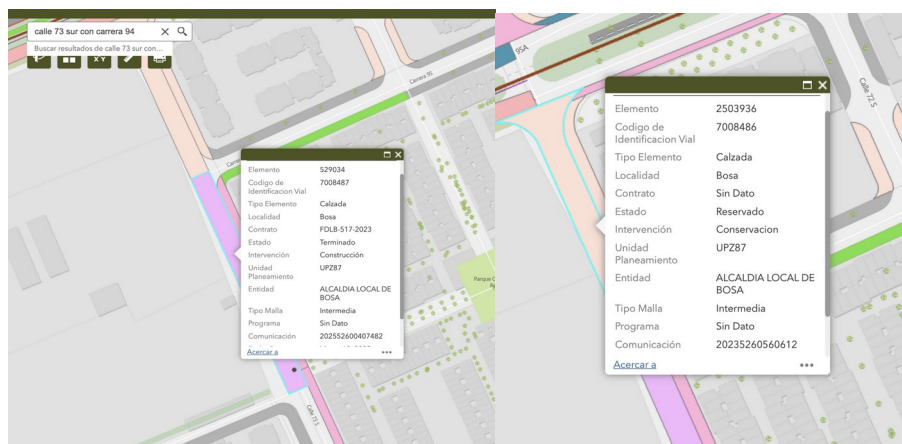 calle 73 sur con carrera 94
Buscar resultados de calle 73 sur con...
XY
Carrera 95
Elemento 529034
Codigo de Identificacion Vial 7008487
Tipo Elemento Calzada
Localidad Bosa
Contrato FDLB-517-2023
Estado Terminado
Intervención Construcción
Unidad Planeamiento UPZ87
Entidad ALCALDIA LOCAL DE BOSA
Tipo Malla Intermedia
Programa Sin Dato
Comunicación 202552600407482
Acercar a
Calle 73 S
95A
Calle 72 S
Elemento 2503936
Codigo de Identificacion Vial 7008486
Tipo Elemento Calzada
Localidad Bosa
Contrato Sin Dato
Estado Reservado
Intervención Conservacion
Unidad Planeamiento UPZ87
Entidad ALCALDIA LOCAL DE BOSA
Tipo Malla Intermedia
Programa Sin Dato
Comunicación 20235260560612
Acercar a